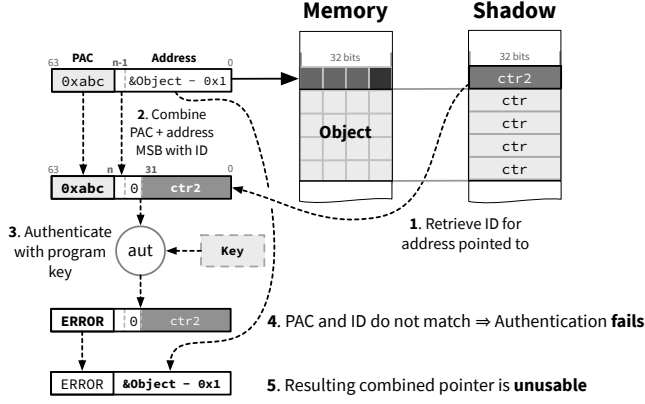 Memory
Shadow
PAC
Address
63
n-1
0
32 bits
32 bits
0xabc
&Object - 0x1
ctr2
ctr
ctr
ctr
ctr
Object
2. Combine
PAC + address
MSB with ID
63
n
31
0
0xabc
0
ctr2
1. Retrieve ID for
address pointed to
3. Authenticate
with program
key
aut
Key
ERROR
0
ctr2
4. PAC and ID do not match ⇒ Authentication fails
ERROR
&Object - 0x1
5. Resulting combined pointer is unusable